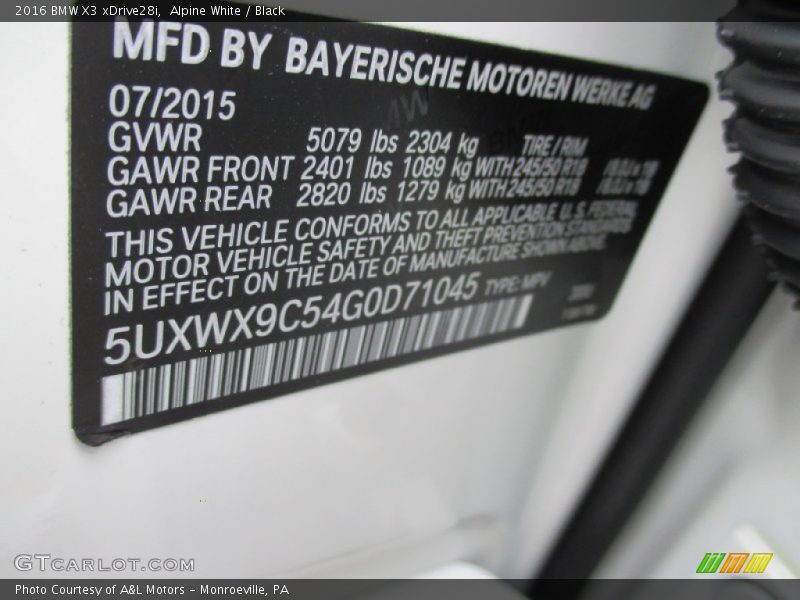 2016 BMW X3 xDrive28i,  Alpine White / Black
MFD BY BAYERISCHE MOTOREN WERKE AG
07/2015
GVWR 5079 lbs 2304 kg TIRE / RIM
GAWR FRONT 2401 lbs 1089 kg WITH 245/50 R18
GAWR REAR 2820 lbs 1279 kg WITH 245/50 R18
THIS VEHICLE CONFORMS TO ALL APPLICABLE U.S. FEDERAL
MOTOR VEHICLE SAFETY AND THEFT PREVENTION STANDARDS
IN EFFECT ON THE DATE OF MANUFACTURE SHOWN ABOVE.
5UXWX9C54G0D71045 TYPE: MPV
GTCARLOT.COM
Photo Courtesy of A&L Motors – Monroeville, PA